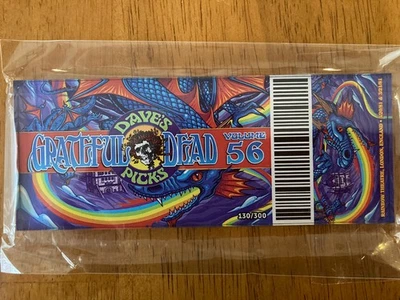 DAVE'S
GRATEFUL DEAD
PICKS
VOLUME
56
130/300
RAINBOW THEATRE, LONDON, ENGLAND